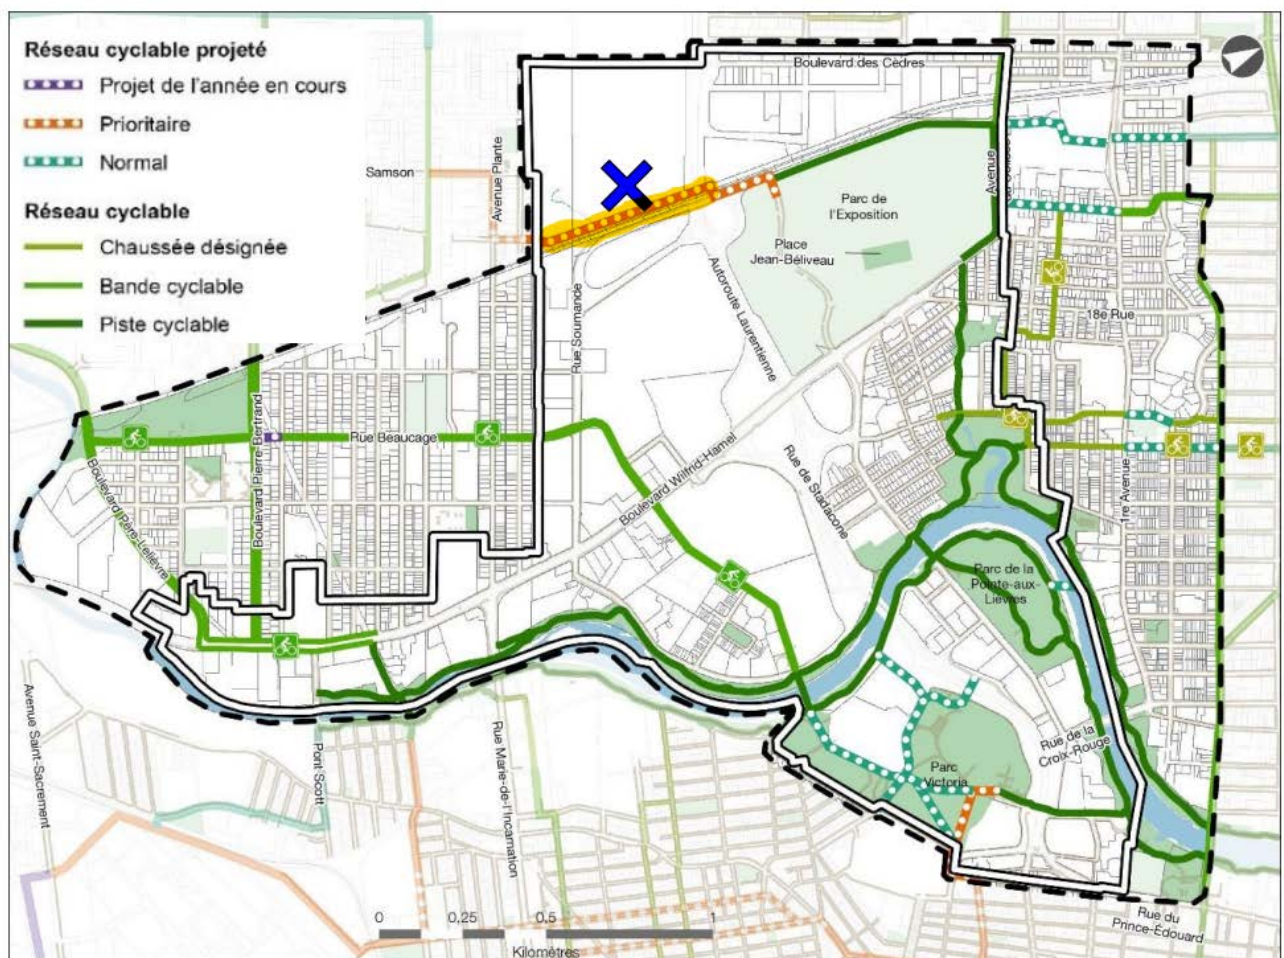 Réseau cyclable projeté
Projet de l'année en cours
Prioritaire
Normal
Réseau cyclable
Chaussée désignée
Bande cyclable
Piste cyclable
Boulevard des Cèdres
Avenue Plante
Samson
Avenue
Parc de
l'Exposition
Place
Jean-Béliveau
Autoroute Laurentienne
Rue Soumande
18e Rue
Boulevard Pierre-Bertrand
Rue Beaucage
Boulevard Wilfrid-Hamel
Rue de Stadacone
1re Avenue
Boulevard Père-Lelièvre
Parc de la
Pointe-aux-
Lièvres
Avenue Saint-Sacrement
Pont Scott
Rue Marie-de-l'Incarnation
Rue de la
Croix-Rouge
Parc
Victoria
Rue du
Prince-Édouard
0 0,25 0,5 1
Kilomètres